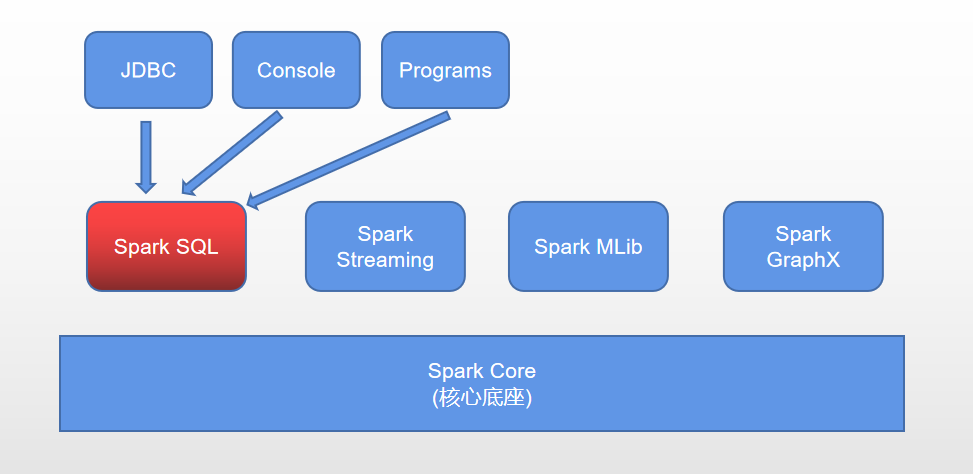 JDBC
Console
Programs
Spark SQL
Spark
Streaming
Spark MLib
Spark
GraphX
Spark Core
(核心底座)